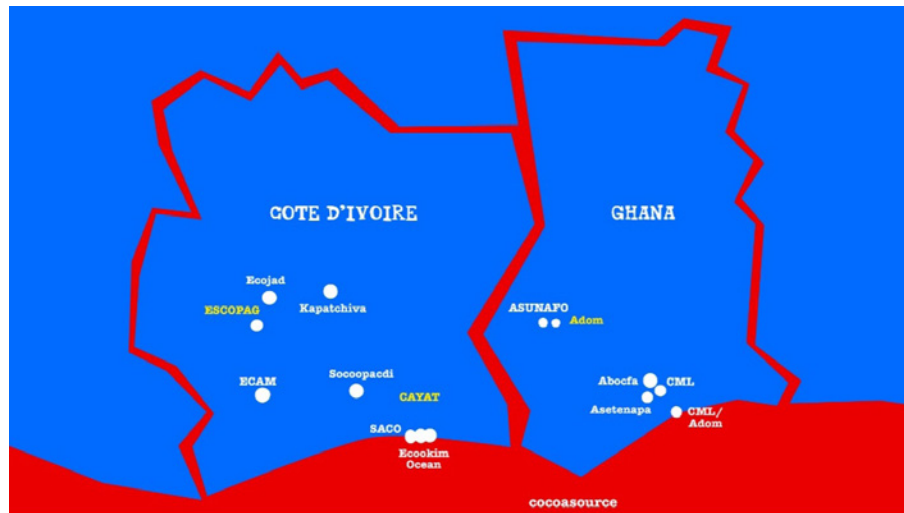 COTE D'IVOIRE
GHANA
Ecojad
Kapatchiva
ESCOPAG
ASUNAFO
Adom
ECAM
Socoopacdi
CAYAT
Abocfa
CML
Asetenapa
CML/
Adom
SACO
Ecookim
Ocean
cocoasource